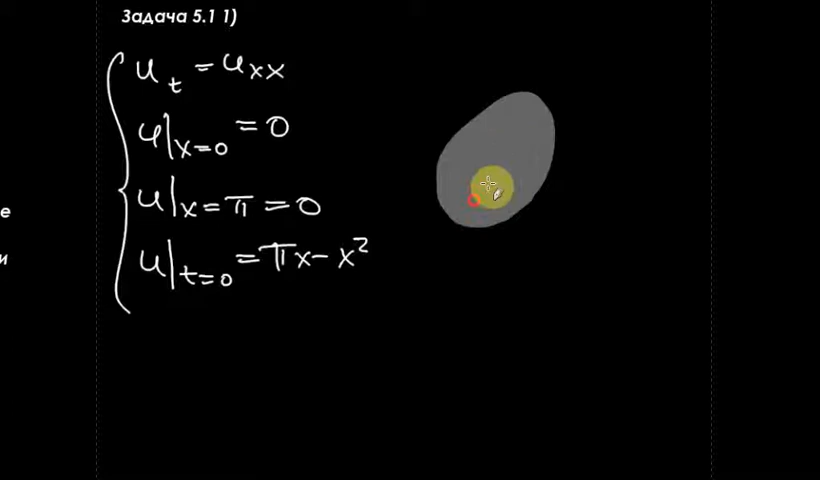 Задача 5.1 1)
u_t = u_xx
u|x=0 = 0
u|x=π = 0
u|t=0 = πx - x²
е
и